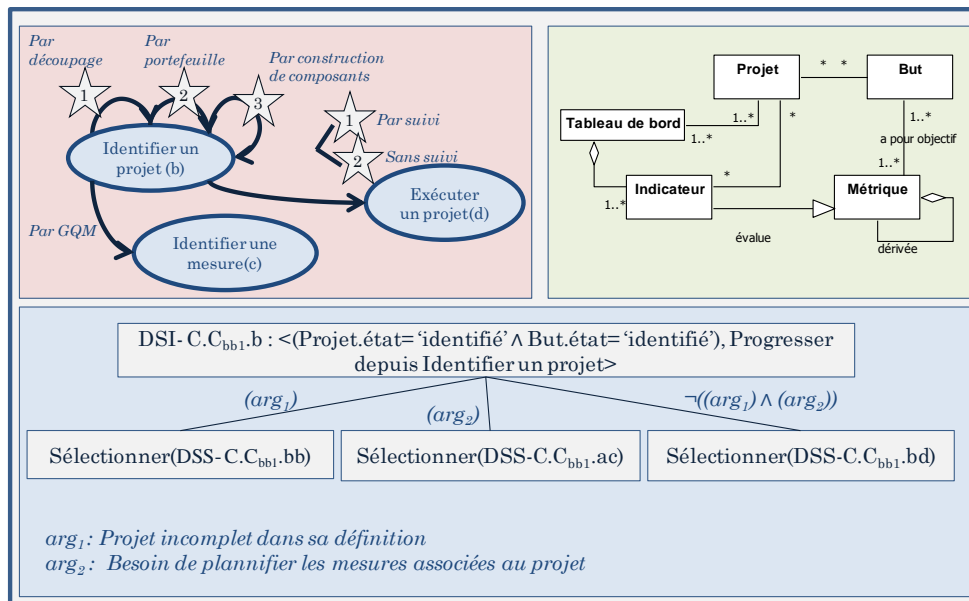 Par
découpage
Par
portefeuille
Par construction
de composants
1
2
3
1
Par suivi
2
Sans suivi
Identifier un
projet (b)
Exécuter
un projet(d)
Par GQM
Identifier une
mesure(c)
Projet
* *
But
1..*
*
1..*
Tableau de bord
1..*
a pour objectif
1..*
Indicateur
*
Métrique
1..*
évalue
dérivée
DSI- C.Cbb1.b : <(Projet.état= ‘identifié’ ∧ But.état= ‘identifié’), Progresser
depuis Identifier un projet>
(arg1)
(arg2)
¬((arg1) ∧ (arg2))
Sélectionner(DSS- C.Cbb1.bb)
Sélectionner(DSS-C.Cbb1.ac)
Sélectionner(DSS-C.Cbb1.bd)
arg1: Projet incomplet dans sa définition
arg2: Besoin de plannifier les mesures associées au projet